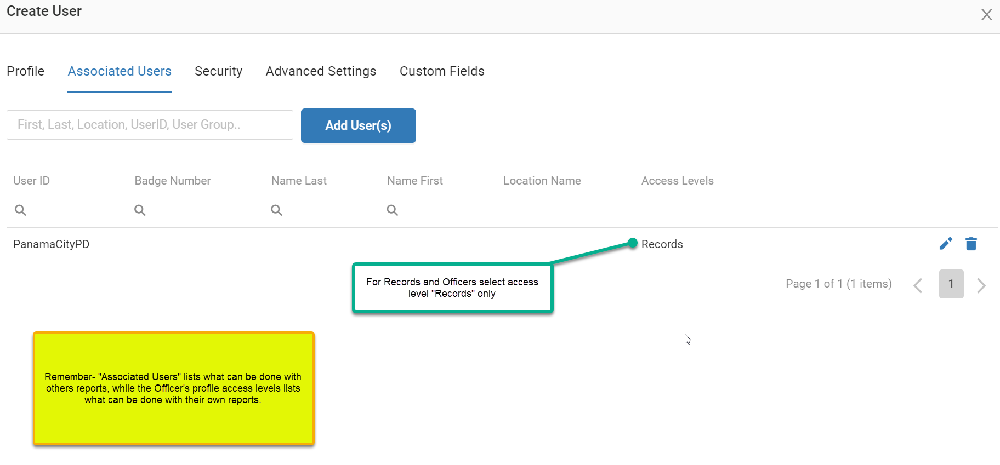 Create User
Profile Associated Users Security Advanced Settings Custom Fields
First, Last, Location, UserID, User Group.. Add User(s)
User ID Badge Number Name Last Name First Location Name Access Levels
PanamaCityPD Records
For Records and Officers select access
level "Records" only
Page 1 of 1 (1 items) 1
Remember- "Associated Users" lists what can be done with
others reports, while the Officer's profile access levels lists
what can be done with their own reports.